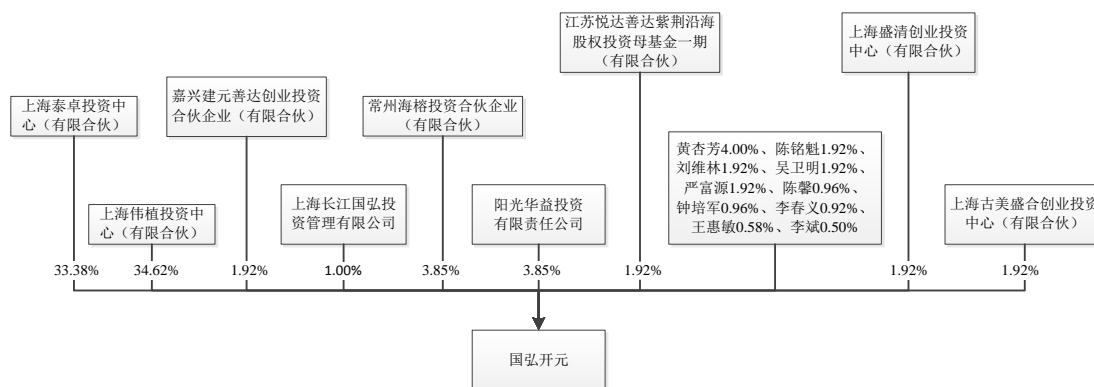 江苏悦达善达紫荆沿海
股权投资母基金一期
（有限合伙）
上海盛清创业投资
中心（有限合伙）
上海泰卓投资中
心（有限合伙）
嘉兴建元善达创业投资
合伙企业（有限合伙）
常州海榕投资合伙企业
（有限合伙）
黄杏芳4.00%、陈铭魁1.92%、
刘维林1.92%、吴卫明1.92%、
严富源1.92%、陈馨0.96%、
钟培军0.96%、李春义0.92%、
王惠敏0.58%、李斌0.50%
上海伟植投资中
心（有限合伙）
上海长江国弘投
资管理有限公司
阳光华益投资
有限责任公司
上海古美盛合创业投资
中心（有限合伙）
33.38%
34.62%
1.92%
1.00%
3.85%
3.85%
1.92%
1.92%
1.92%
国弘开元